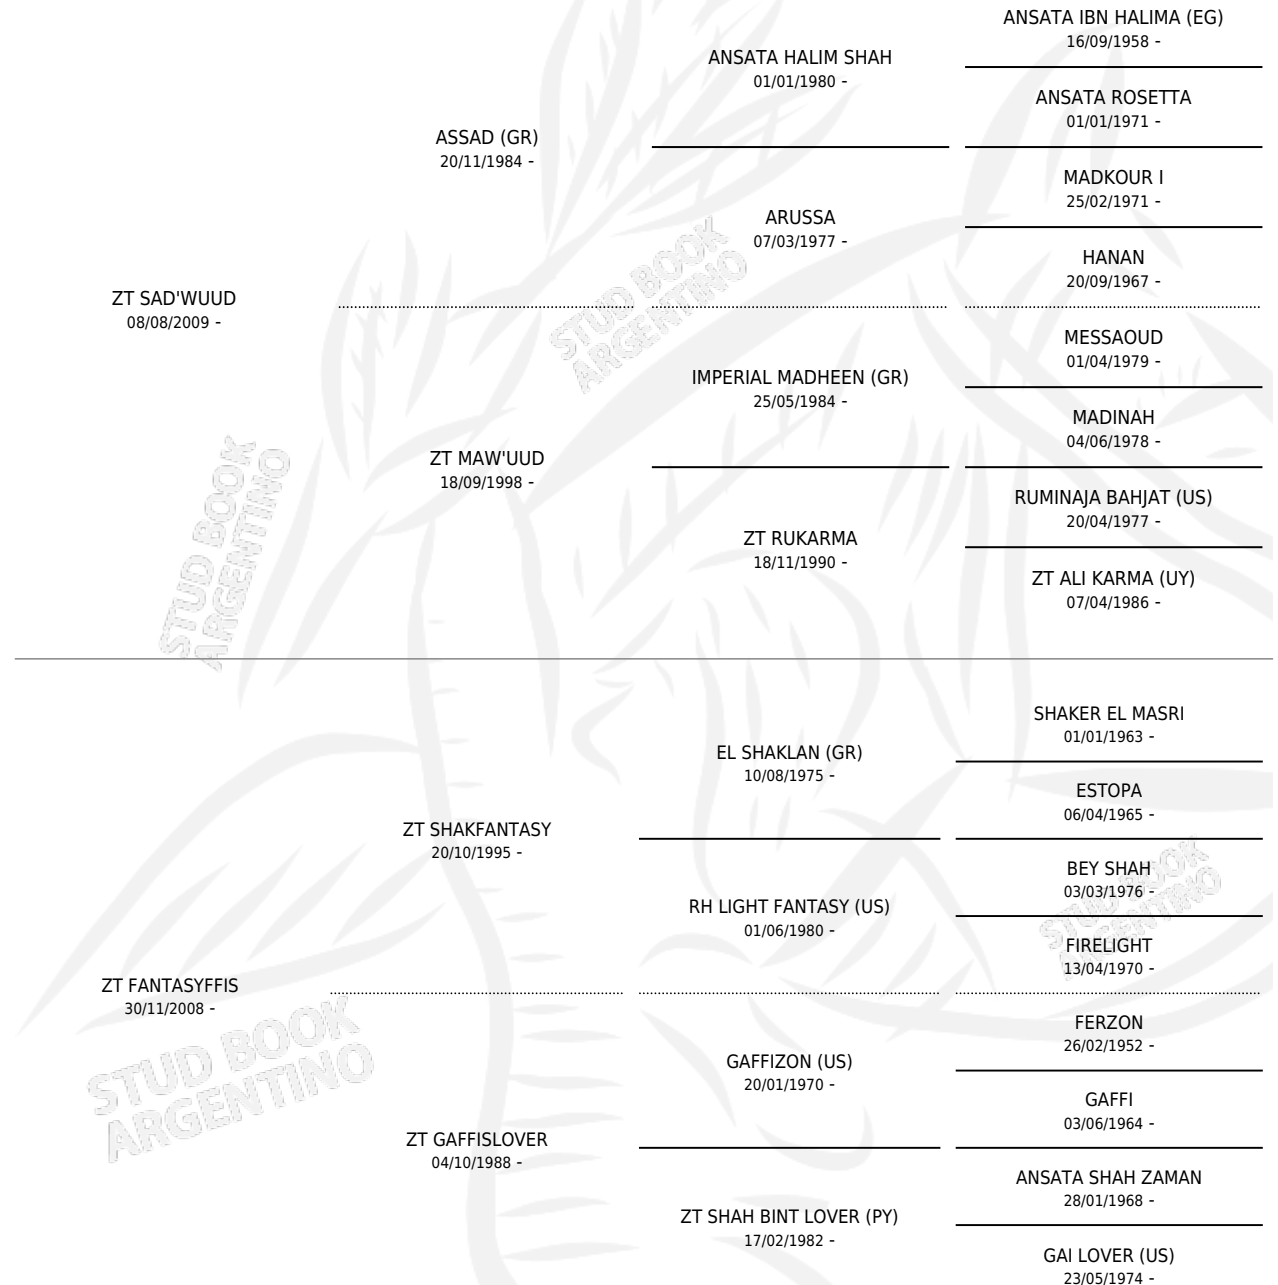 ANSATA IBN HALIMA (EG)
16/09/1958 -
ANSATA HALIM SHAH
01/01/1980 -
ANSATA ROSETTA
01/01/1971 -
ASSAD (GR)
20/11/1984 -
MADKOUR I
25/02/1971 -
ARUSSA
07/03/1977 -
HANAN
20/09/1967 -
ZT SAD'WUUD
08/08/2009 -
MESSAOUD
01/04/1979 -
IMPERIAL MADHEEN (GR)
25/05/1984 -
MADINAH
04/06/1978 -
ZT MAW'UUD
18/09/1998 -
RUMINAJA BAHJAT (US)
20/04/1977 -
ZT RUKARMA
18/11/1990 -
ZT ALI KARMA (UY)
07/04/1986 -
STUD BOOK
ARGENTINO
STUD BOOK
ARGENTINO
SHAKER EL MASRI
01/01/1963 -
EL SHAKLAN (GR)
10/08/1975 -
ESTOPA
06/04/1965 -
ZT SHAKFANTASY
20/10/1995 -
BEY SHAH
03/03/1976 -
RH LIGHT FANTASY (US)
01/06/1980 -
FIRELIGHT
13/04/1970 -
ZT FANTASYFFIS
30/11/2008 -
FERZON
26/02/1952 -
GAFFIZON (US)
20/01/1970 -
GAFFI
03/06/1964 -
ZT GAFFISLOVER
04/10/1988 -
ANSATA SHAH ZAMAN
28/01/1968 -
ZT SHAH BINT LOVER (PY)
17/02/1982 -
GAI LOVER (US)
23/05/1974 -
STUD BOOK
ARGENTINO
STUD BOOK
ARGENTINO